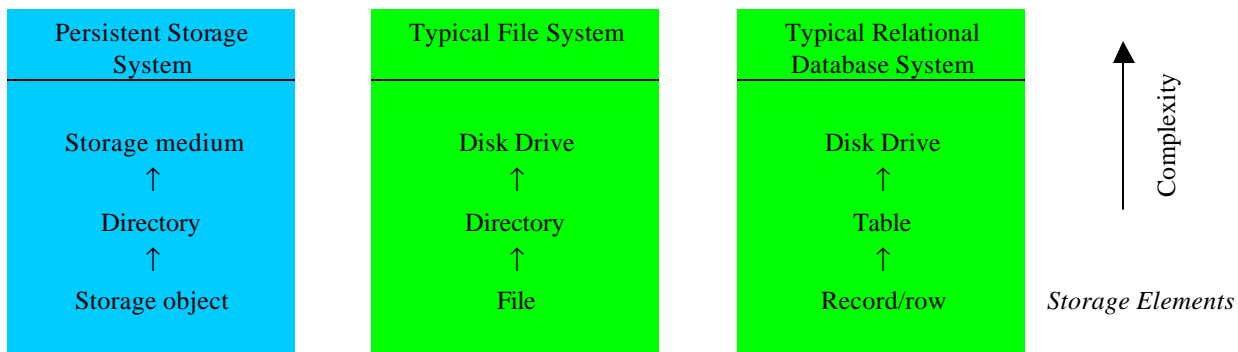 Persistent Storage
System
Storage medium
↑
Directory
↑
Storage object
Typical File System
Disk Drive
↑
Directory
↑
File
Typical Relational
Database System
Disk Drive
↑
Table
↑
Record/row
Complexity
Storage Elements